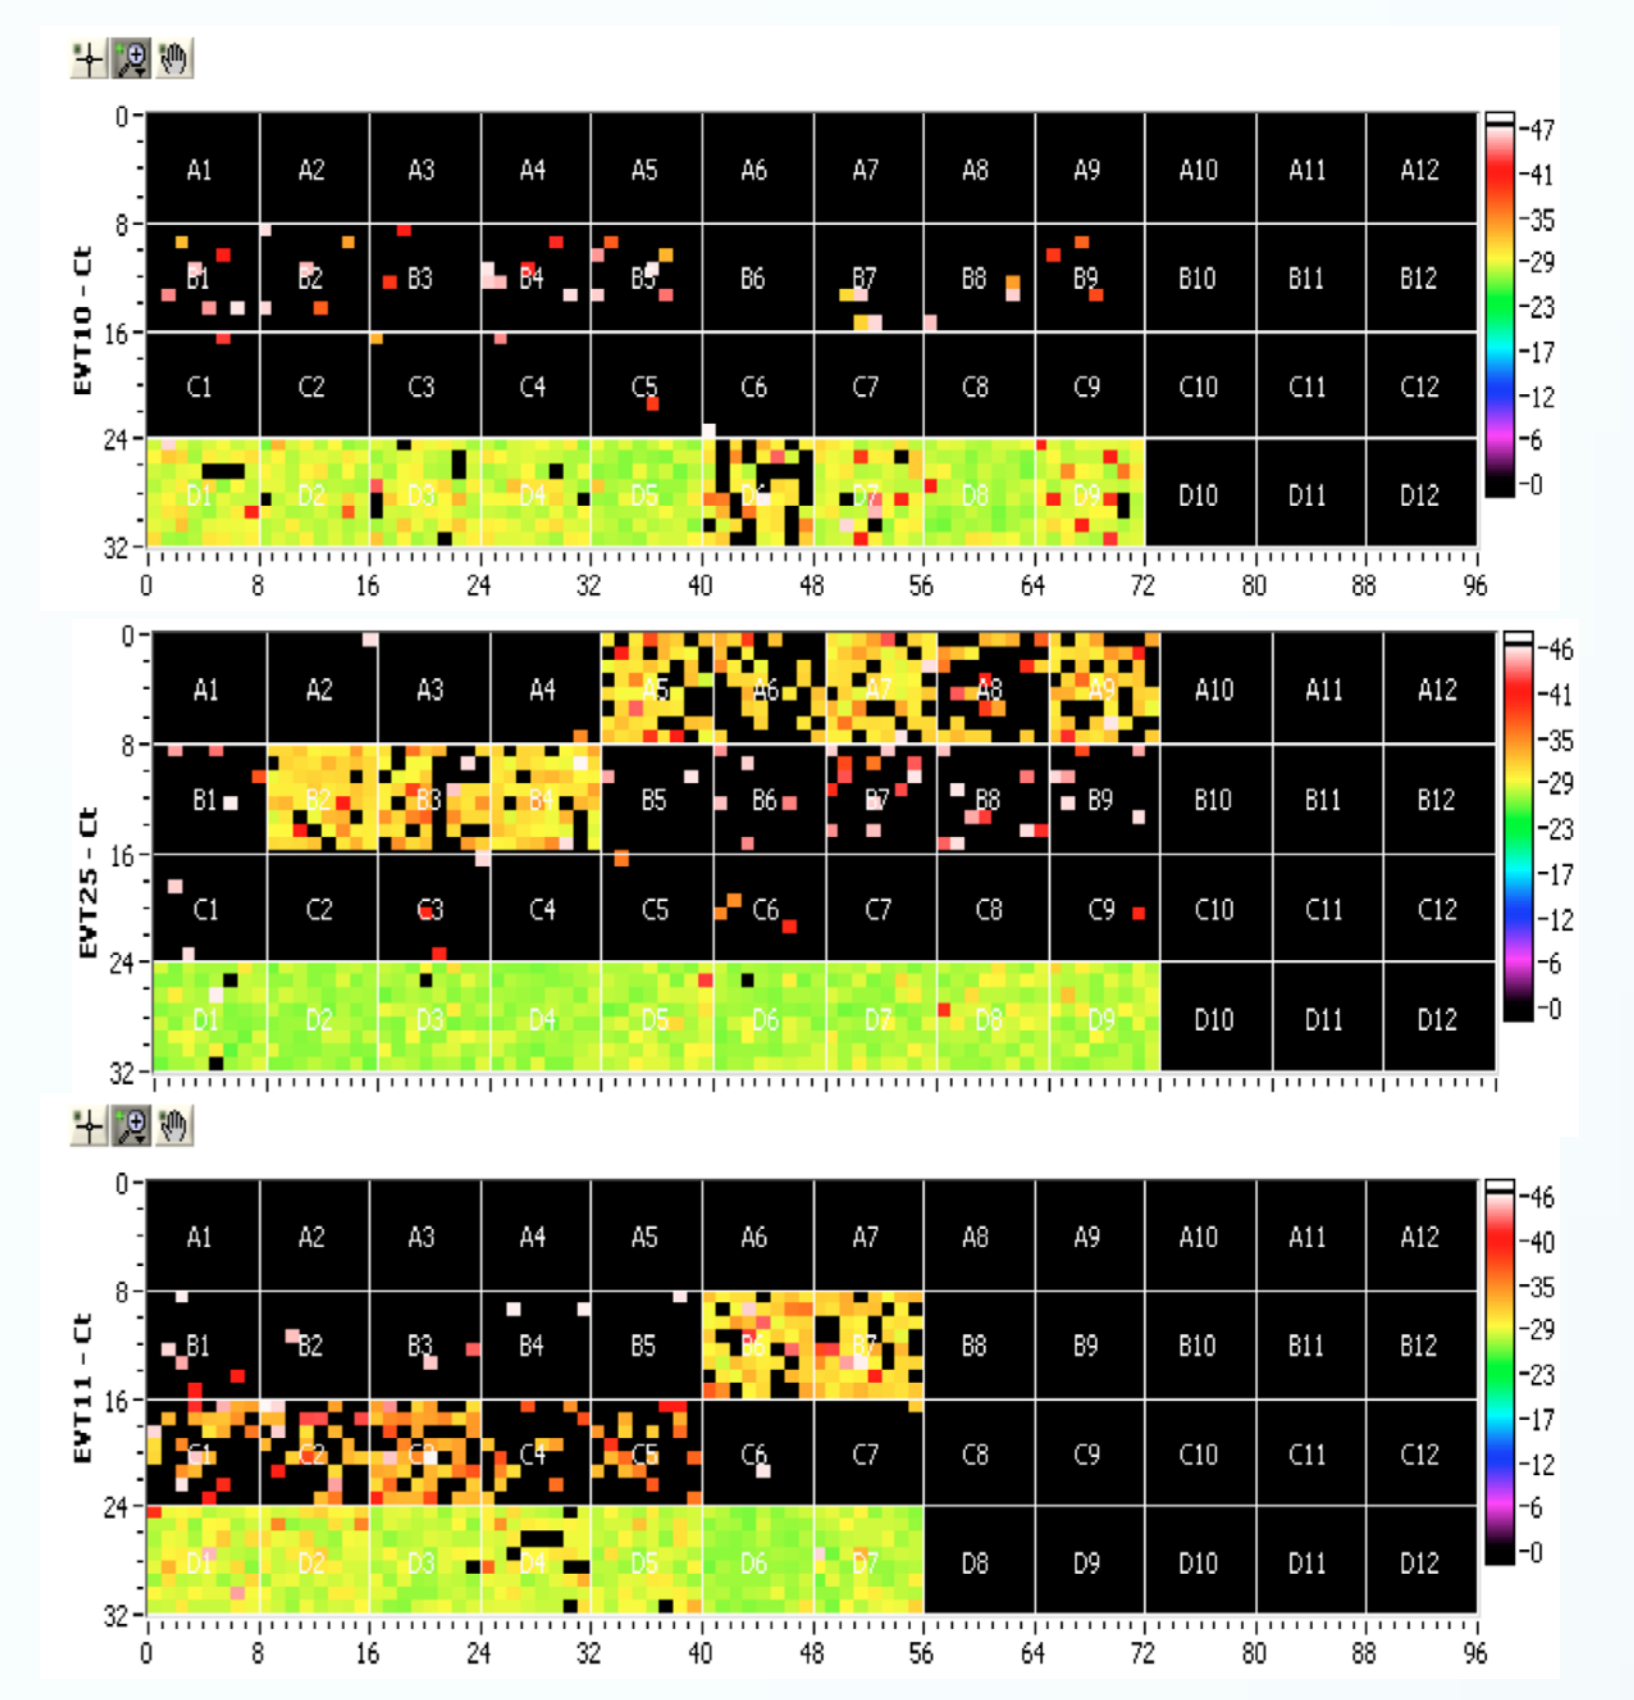 EVT10 - Ct
0
A1 A2 A3 A4 A5 A6 A7 A8 A9 A10 A11 A12
8
B1 B2 B3 B4 B5 B6 B7 B8 B9 B10 B11 B12
16
C1 C2 C3 C4 C5 C6 C7 C8 C9 C10 C11 C12
24
D1 D2 D3 D4 D5 D6 D7 D8 D9 D10 D11 D12
32
0 8 16 24 32 40 48 56 64 72 80 88 96
47
41
35
29
23
17
12
6
0
EVT25 - Ct
0
A1 A2 A3 A4 A5 A6 A7 A8 A9 A10 A11 A12
8
B1 B2 B3 B4 B5 B6 B7 B8 B9 B10 B11 B12
16
C1 C2 C3 C4 C5 C6 C7 C8 C9 C10 C11 C12
24
D1 D2 D3 D4 D5 D6 D7 D8 D9 D10 D11 D12
32
46
41
35
29
23
17
12
6
0
EVT11 - Ct
0
A1 A2 A3 A4 A5 A6 A7 A8 A9 A10 A11 A12
8
B1 B2 B3 B4 B5 B6 B7 B8 B9 B10 B11 B12
16
C1 C2 C3 C4 C5 C6 C7 C8 C9 C10 C11 C12
24
D1 D2 D3 D4 D5 D6 D7 D8 D9 D10 D11 D12
32
0 8 16 24 32 40 48 56 64 72 80 88 96
46
40
35
29
23
17
12
6
0